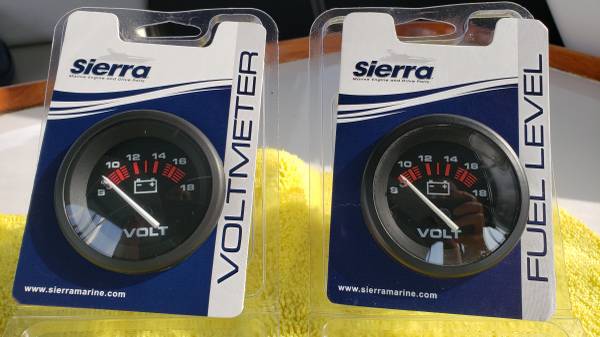 Sierra
Marine Engine and Drive Parts
VOLTMETER
10 12 14 16
9 18
VOLT
www.sierramarine.com
Sierra
Marine Engine and Drive Parts
FUEL LEVEL
10 12 14 16
9 18
VOLT
www.sierramarine.com